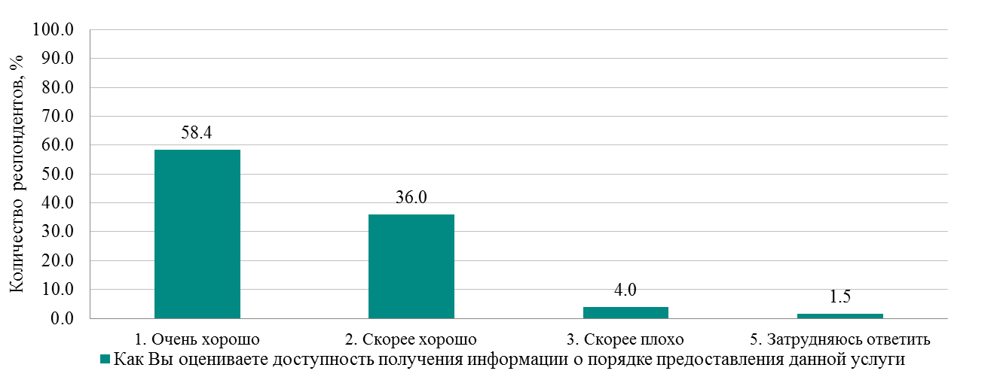 Количество респондентов, %
100.0
90.0
80.0
70.0
60.0
50.0
40.0
30.0
20.0
10.0
0.0
58.4
36.0
4.0
1.5
1. Очень хорошо
2. Скорее хорошо
3. Скорее плохо
5. Затрудняюсь ответить
Как Вы оцениваете доступность получения информации о порядке предоставления данной услуги